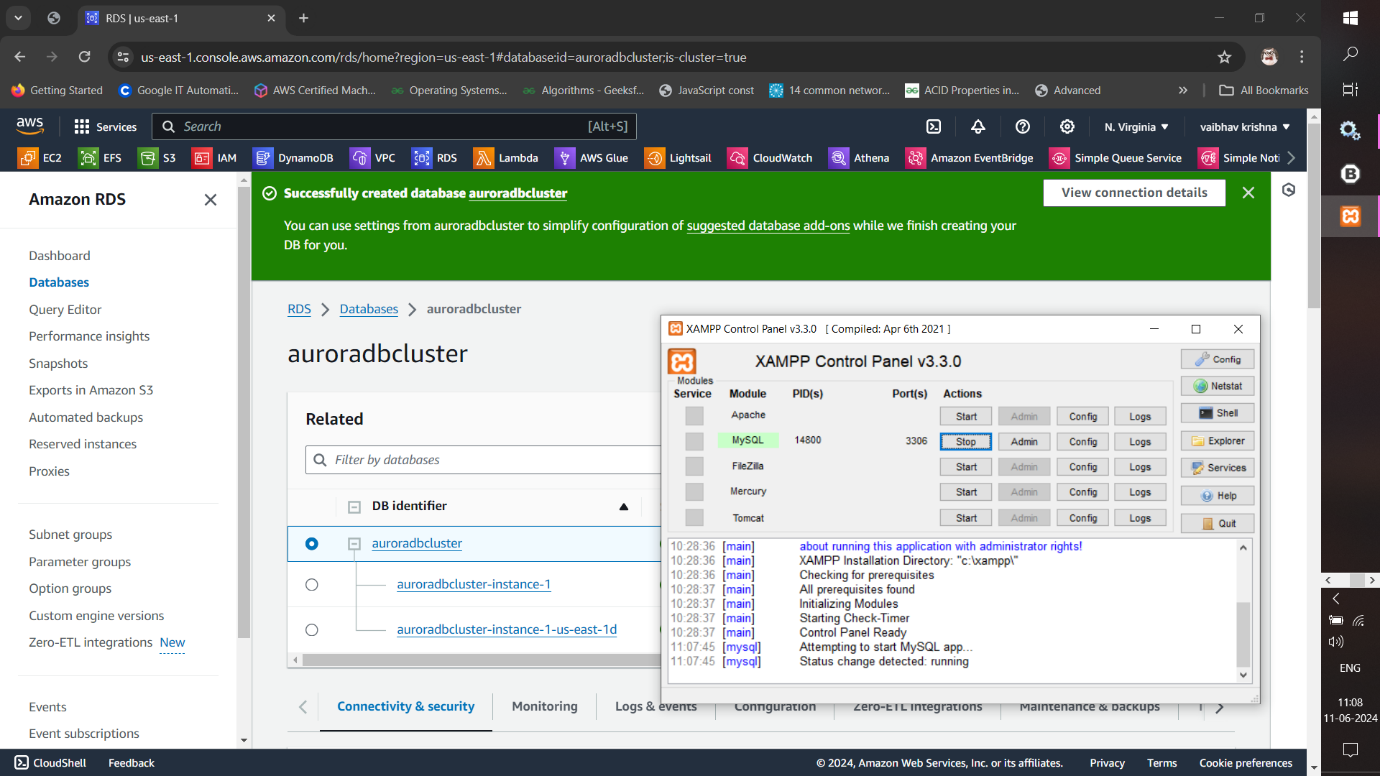 RDS | us-east-1
us-east-1.console.aws.amazon.com/rds/home?region=us-east-1#database:id=auroradbcluster;is-cluster=true
Getting Started
Google IT Automati...
AWS Certified Mach...
Operating Systems...
Algorithms - Geeksf...
JavaScript const
14 common networ...
ACID Properties in...
Advanced
All Bookmarks
aws
Services
Search
[Alt+S]
N. Virginia
vaibhav krishna
EC2
EFS
S3
IAM
DynamoDB
VPC
RDS
Lambda
AWS Glue
Lightsail
CloudWatch
Athena
Amazon EventBridge
Simple Queue Service
Simple Noti
Amazon RDS
Dashboard
Databases
Query Editor
Performance insights
Snapshots
Exports in Amazon S3
Automated backups
Reserved instances
Proxies
Subnet groups
Parameter groups
Option groups
Custom engine versions
Zero-ETL integrations New
Events
Event subscriptions
Successfully created database auroradbcluster
View connection details
You can use settings from auroradbcluster to simplify configuration of suggested database add-ons while we finish creating your
DB for you.
RDS > Databases > auroradbcluster
auroradbcluster
Related
Filter by databases
DB identifier
auroradbcluster
auroradbcluster-instance-1
auroradbcluster-instance-1-us-east-1d
Connectivity & security
Monitoring
Logs & events
Configuration
Zero-ETL integrations
Maintenance & backups
XAMPP Control Panel v3.3.0 [ Compiled: Apr 6th 2021 ]
XAMPP Control Panel v3.3.0
Modules
Service Module PID(s) Port(s) Actions
Apache Start Admin Config Logs
MySQL 14800 3306 Stop Admin Config Logs
FileZilla Start Admin Config Logs
Mercury Start Admin Config Logs
Tomcat Start Admin Config Logs
Config
Netstat
Shell
Explorer
Services
Help
Quit
10:28:36 [main] about running this application with administrator rights!
10:28:36 [main] XAMPP Installation Directory: "c:\xampp\"
10:28:36 [main] Checking for prerequisites
10:28:37 [main] All prerequisites found
10:28:37 [main] Initializing Modules
10:28:37 [main] Starting Check-Timer
10:28:37 [main] Control Panel Ready
11:07:45 [mysql] Attempting to start MySQL app...
11:07:45 [mysql] Status change detected: running
CloudShell
Feedback
© 2024, Amazon Web Services, Inc. or its affiliates.
Privacy
Terms
Cookie preferences
ENG
11:08
11-06-2024